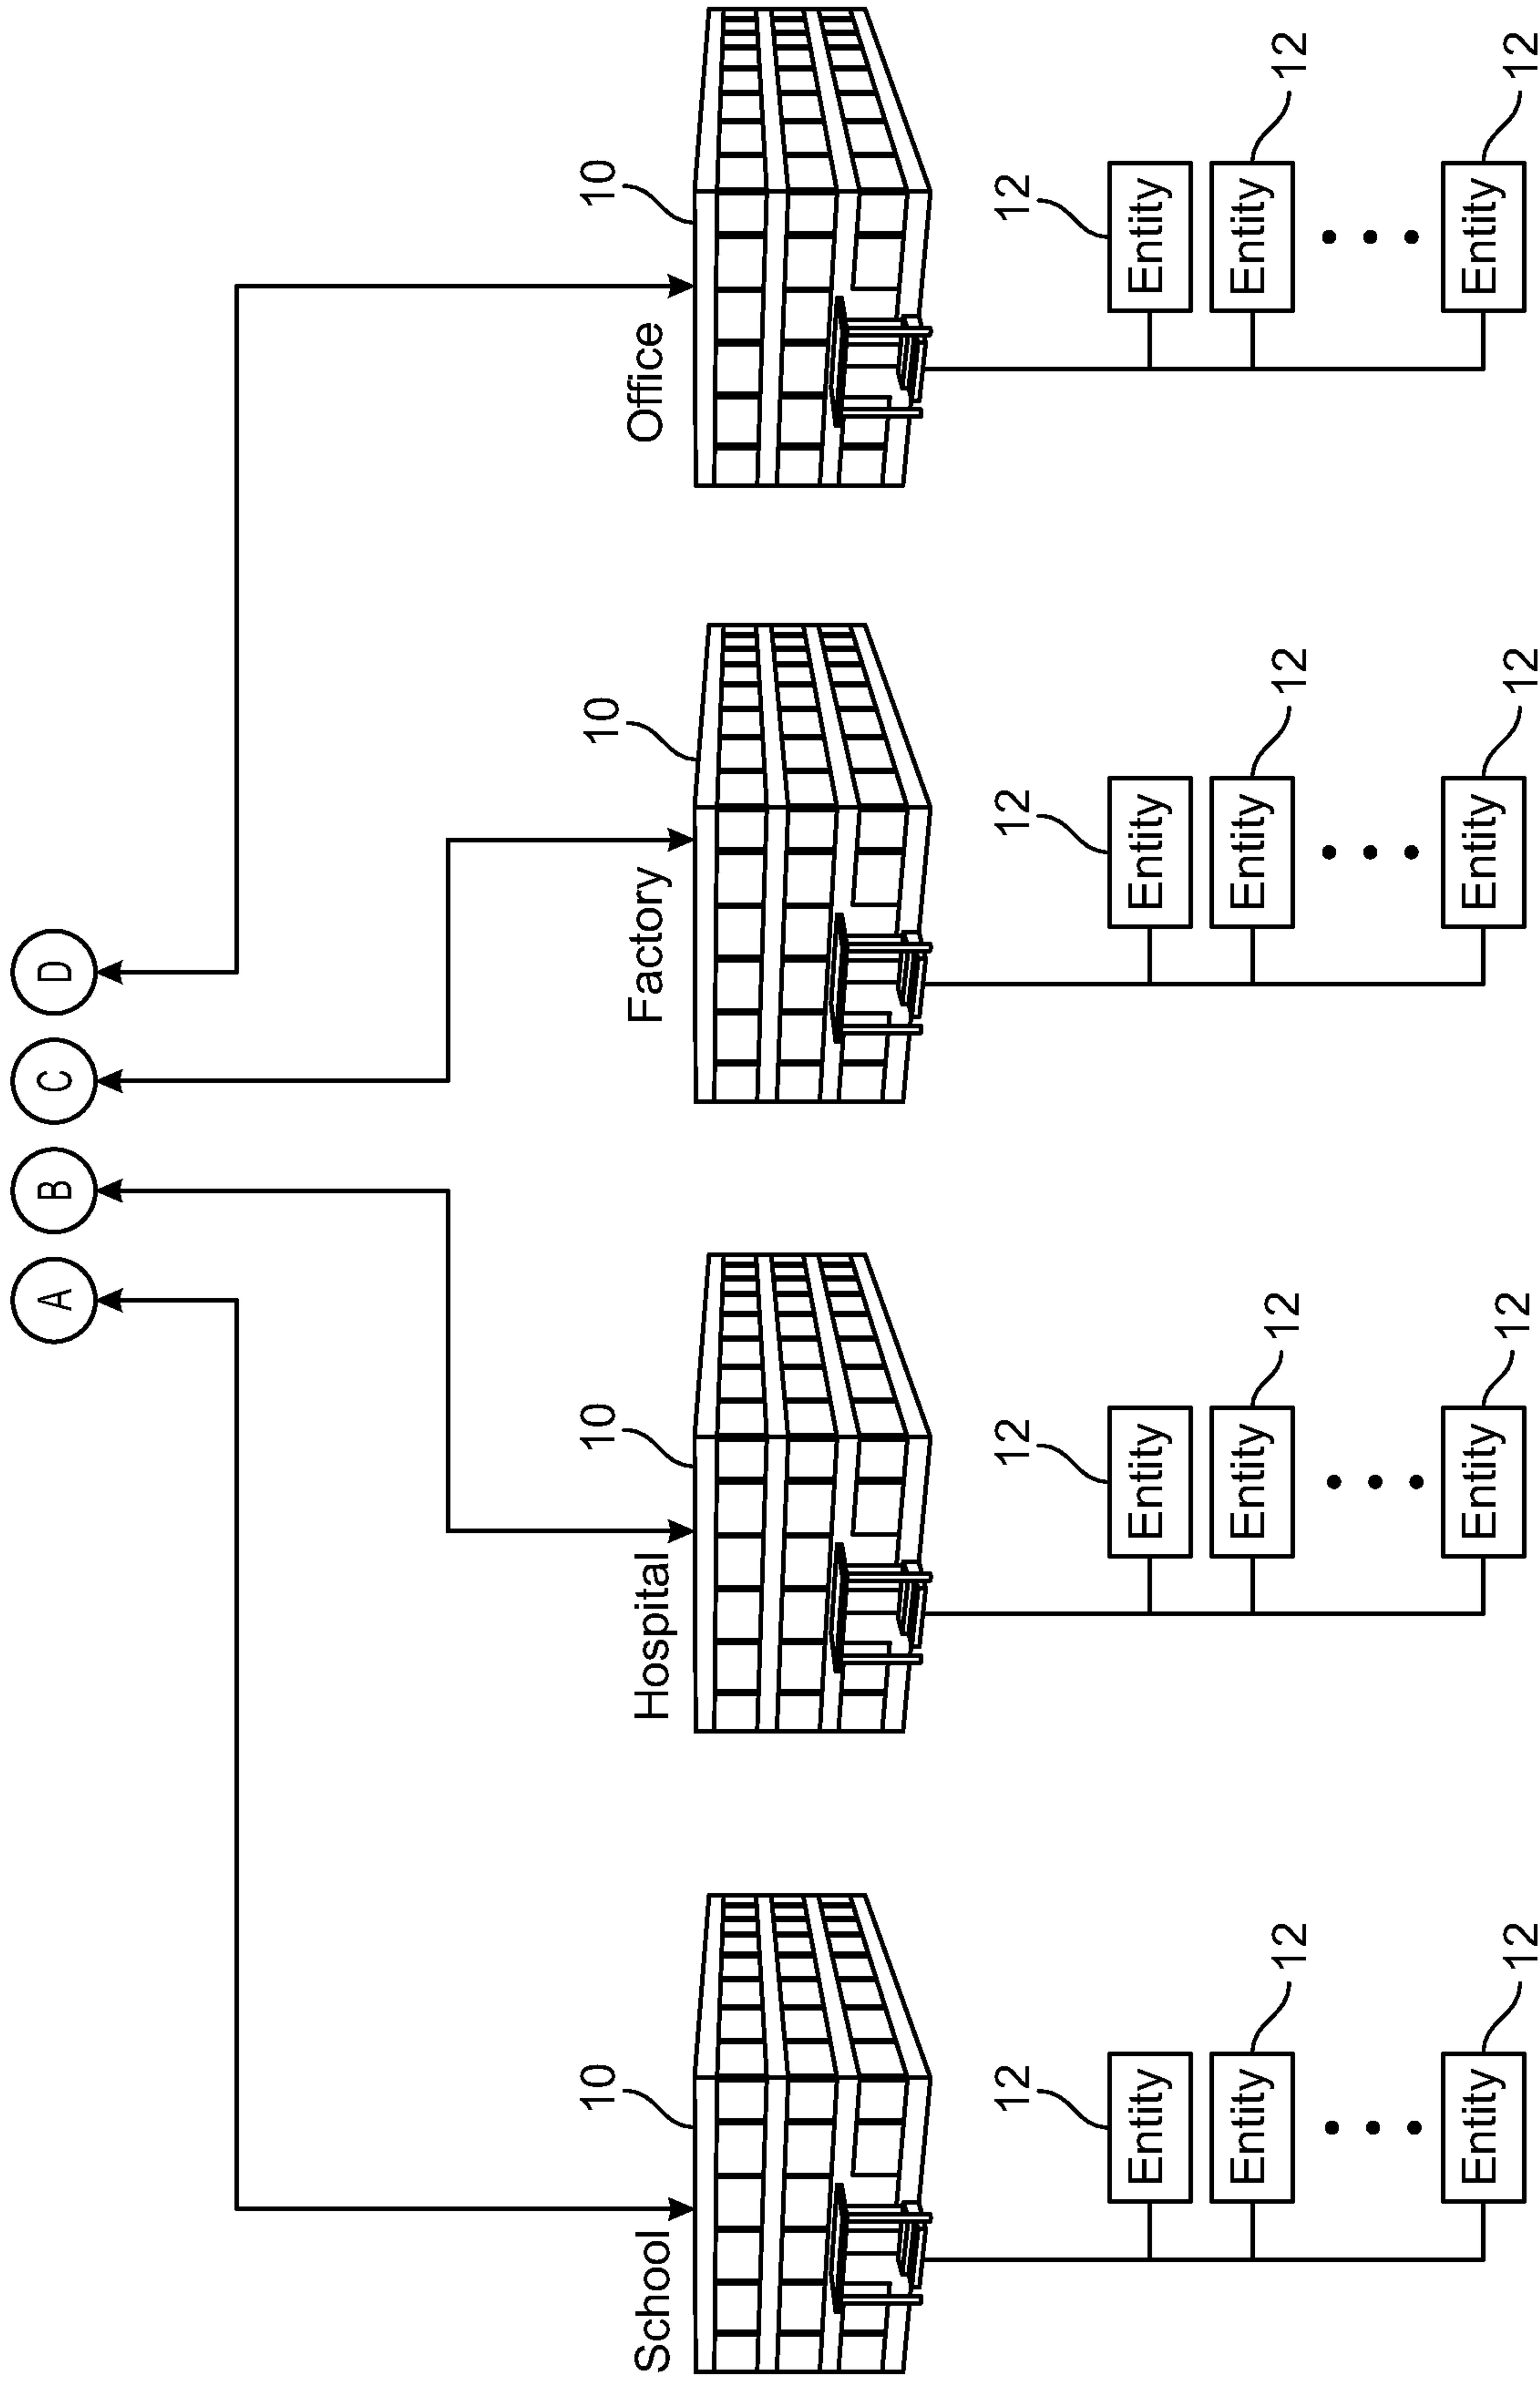 A B C D
School 10
Hospital 10
Factory 10
Office 10
12 12 12 12
Entity Entity Entity Entity
Entity 12 Entity 12 Entity 12 Entity 12
Entity 12 Entity 12 Entity 12 Entity 12